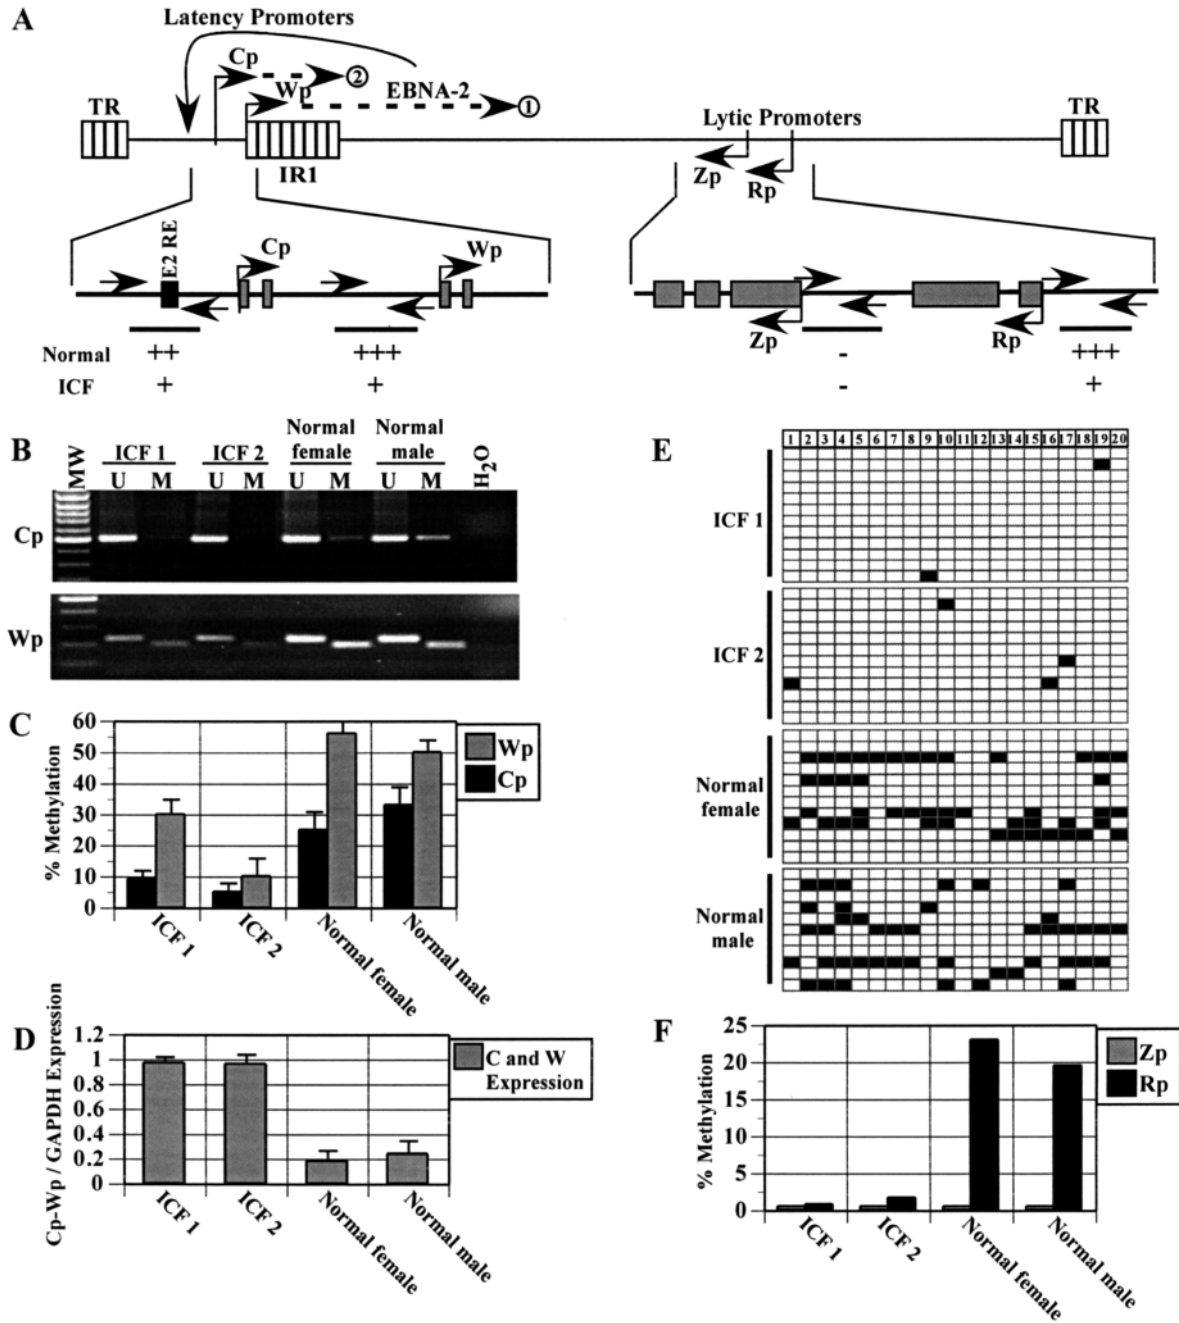 A
Latency Promoters
Cp
②
Wp
EBNA-2
①
TR
IR1
Lytic Promoters
Zp
Rp
TR
E2 RE
Cp
Wp
Zp
Rp
Normal ++ +++ - +++
ICF + + - +
B
MW
ICF 1
ICF 2
Normal female
Normal male
H2O
U M U M U M U M
Cp
Wp
C
% Methylation
60
50
40
30
20
10
0
Wp
Cp
ICF 1
ICF 2
Normal female
Normal male
D
Cp-Wp / GAPDH Expression
1.2
1
0.8
0.6
0.4
0.2
0
C and W
Expression
ICF 1
ICF 2
Normal female
Normal male
E
1 2 3 4 5 6 7 8 9 10 11 12 13 14 15 16 17 18 19 20
ICF 1
ICF 2
Normal
female
Normal
male
F
% Methylation
25
20
15
10
5
0
Zp
Rp
ICF 1
ICF 2
Normal female
Normal male